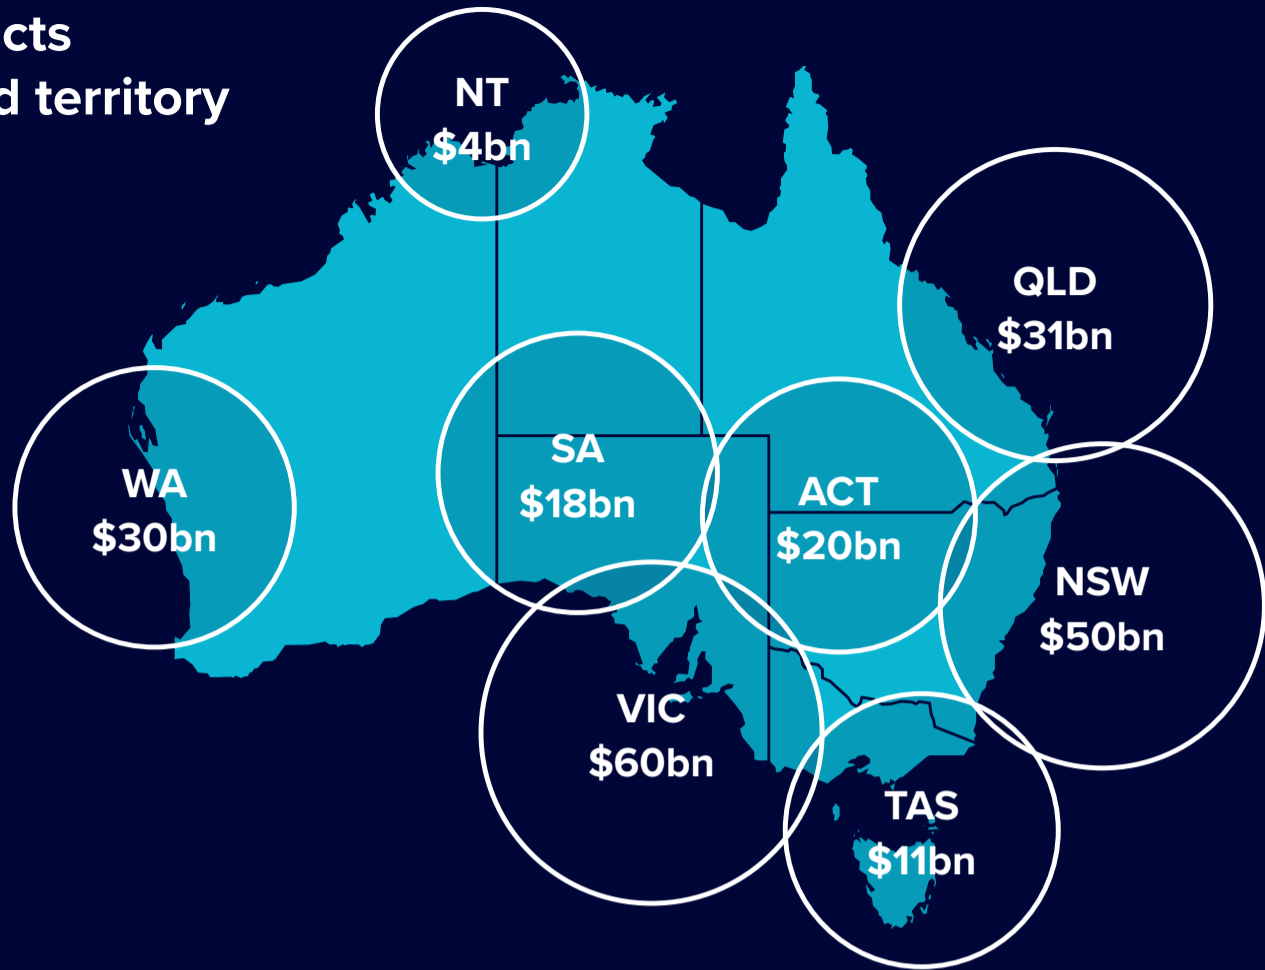 cts
d territory
NT
$4bn
QLD
$31bn
SA
$18bn
WA
$30bn
ACT
$20bn
NSW
$50bn
VIC
$60bn
TAS
$11bn